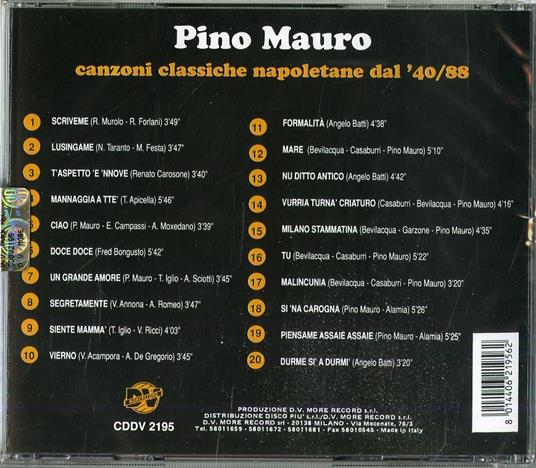 Pino Mauro
canzoni classiche napoletane dal '40/88
1 SCRIVEME (R. Murolo - R. Forlani) 3'49"
2 LUSINGAME (N. Taranto - M. Festa) 3'47"
3 T'ASPETTO 'E 'NNOVE (Renato Carosone) 3'40"
MANNAGGIA A TTE' (T. Apicella) 5'46"
CIAO (P. Mauro - E. Campassi - A. Moxedano) 3'39"
DOCE DOCE (Fred Bongusto) 5'42"
7 UN GRANDE AMORE (P. Mauro - T. Iglio - A. Sciotti) 3'45"
8 SEGRETAMENTE (V. Annona - A. Romeo) 3'47"
9 SIENTE MAMMA' (T. Iglio - V. Ricci) 4'03"
10 VIERNO (V. Acampora - A. De Gregorio) 3'45"
11 FORMALITÀ (Angelo Batti) 4'38"
12 MARE (Bevilacqua - Casaburri - Pino Mauro) 5'10"
13 NU DITTO ANTICO (Angelo Batti) 4'42"
14 VURRIA TURNA' CRIATURO (Casaburri - Bevilacqua - Pino Mauro) 4'16"
15 MILANO STAMMATINA (Bevilacqua - Garzone - Pino Mauro) 4'35"
16 TU (Bevilacqua - Casaburri - Pino Mauro) 5'22"
17 MALINCUNIA (Bevilacqua - Casaburri - Pino Mauro) 3'20"
18 SI 'NA CAROGNA (Pino Mauro - Alamia) 5'26"
19 PIENSAME ASSAIE ASSAIE (Pino Mauro - Alamia) 5'25"
20 DURME SI' A DURMI' (Angelo Batti) 3'20"
CDDV 2195
PRODUZIONE D.V. MORE RECORD s.r.l.
DISTRIBUZIONE DISCO PIU' s.r.l./D.V. MORE RECORD s.r.l.
D.V. MORE RECORD srl - 20138 MILANO - Via Mecenate, 76/3
Tel. 58011659 - 58011672 - 58011681 - Fax 58010545 - Made in Italy
8 014406 219562